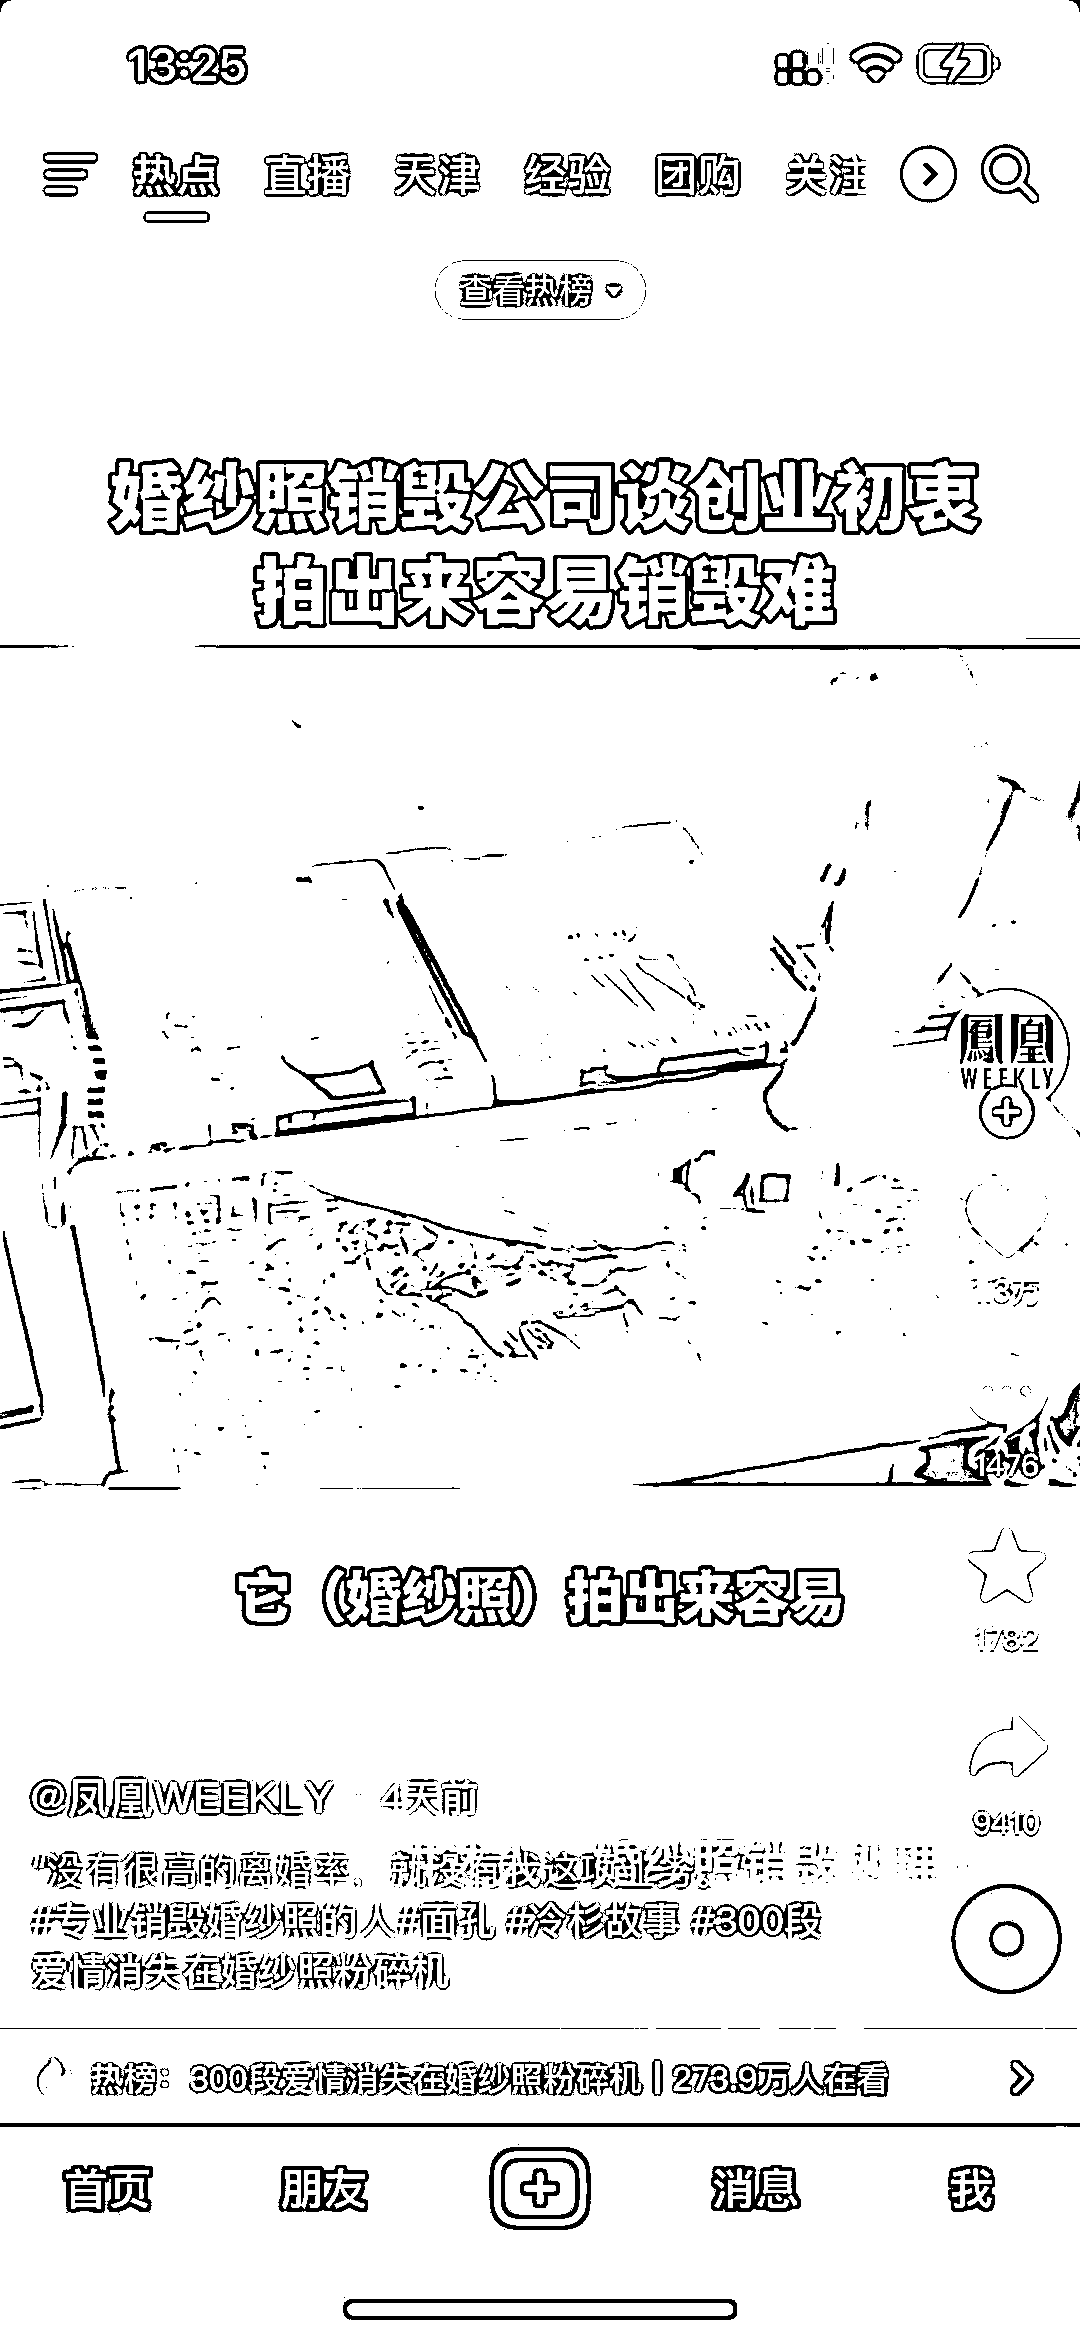 13:25
热点 直播 天津 经验 团购 关注
查看热榜
婚纱照销毁公司谈创业初衷
拍出来容易销毁难
鳳凰
WEEKLY
1.3万
1476
它（婚纱照）拍出来容易
1782
@凤凰WEEKLY · 4天前
9410
“没有很高的离婚率，就没有我这项业务。
#专业销毁婚纱照的人#面孔 #冷杉故事 #300段
爱情消失在婚纱照粉碎机
热榜：300段爱情消失在婚纱照粉碎机 | 273.9万人在看
首页 朋友 消息 我